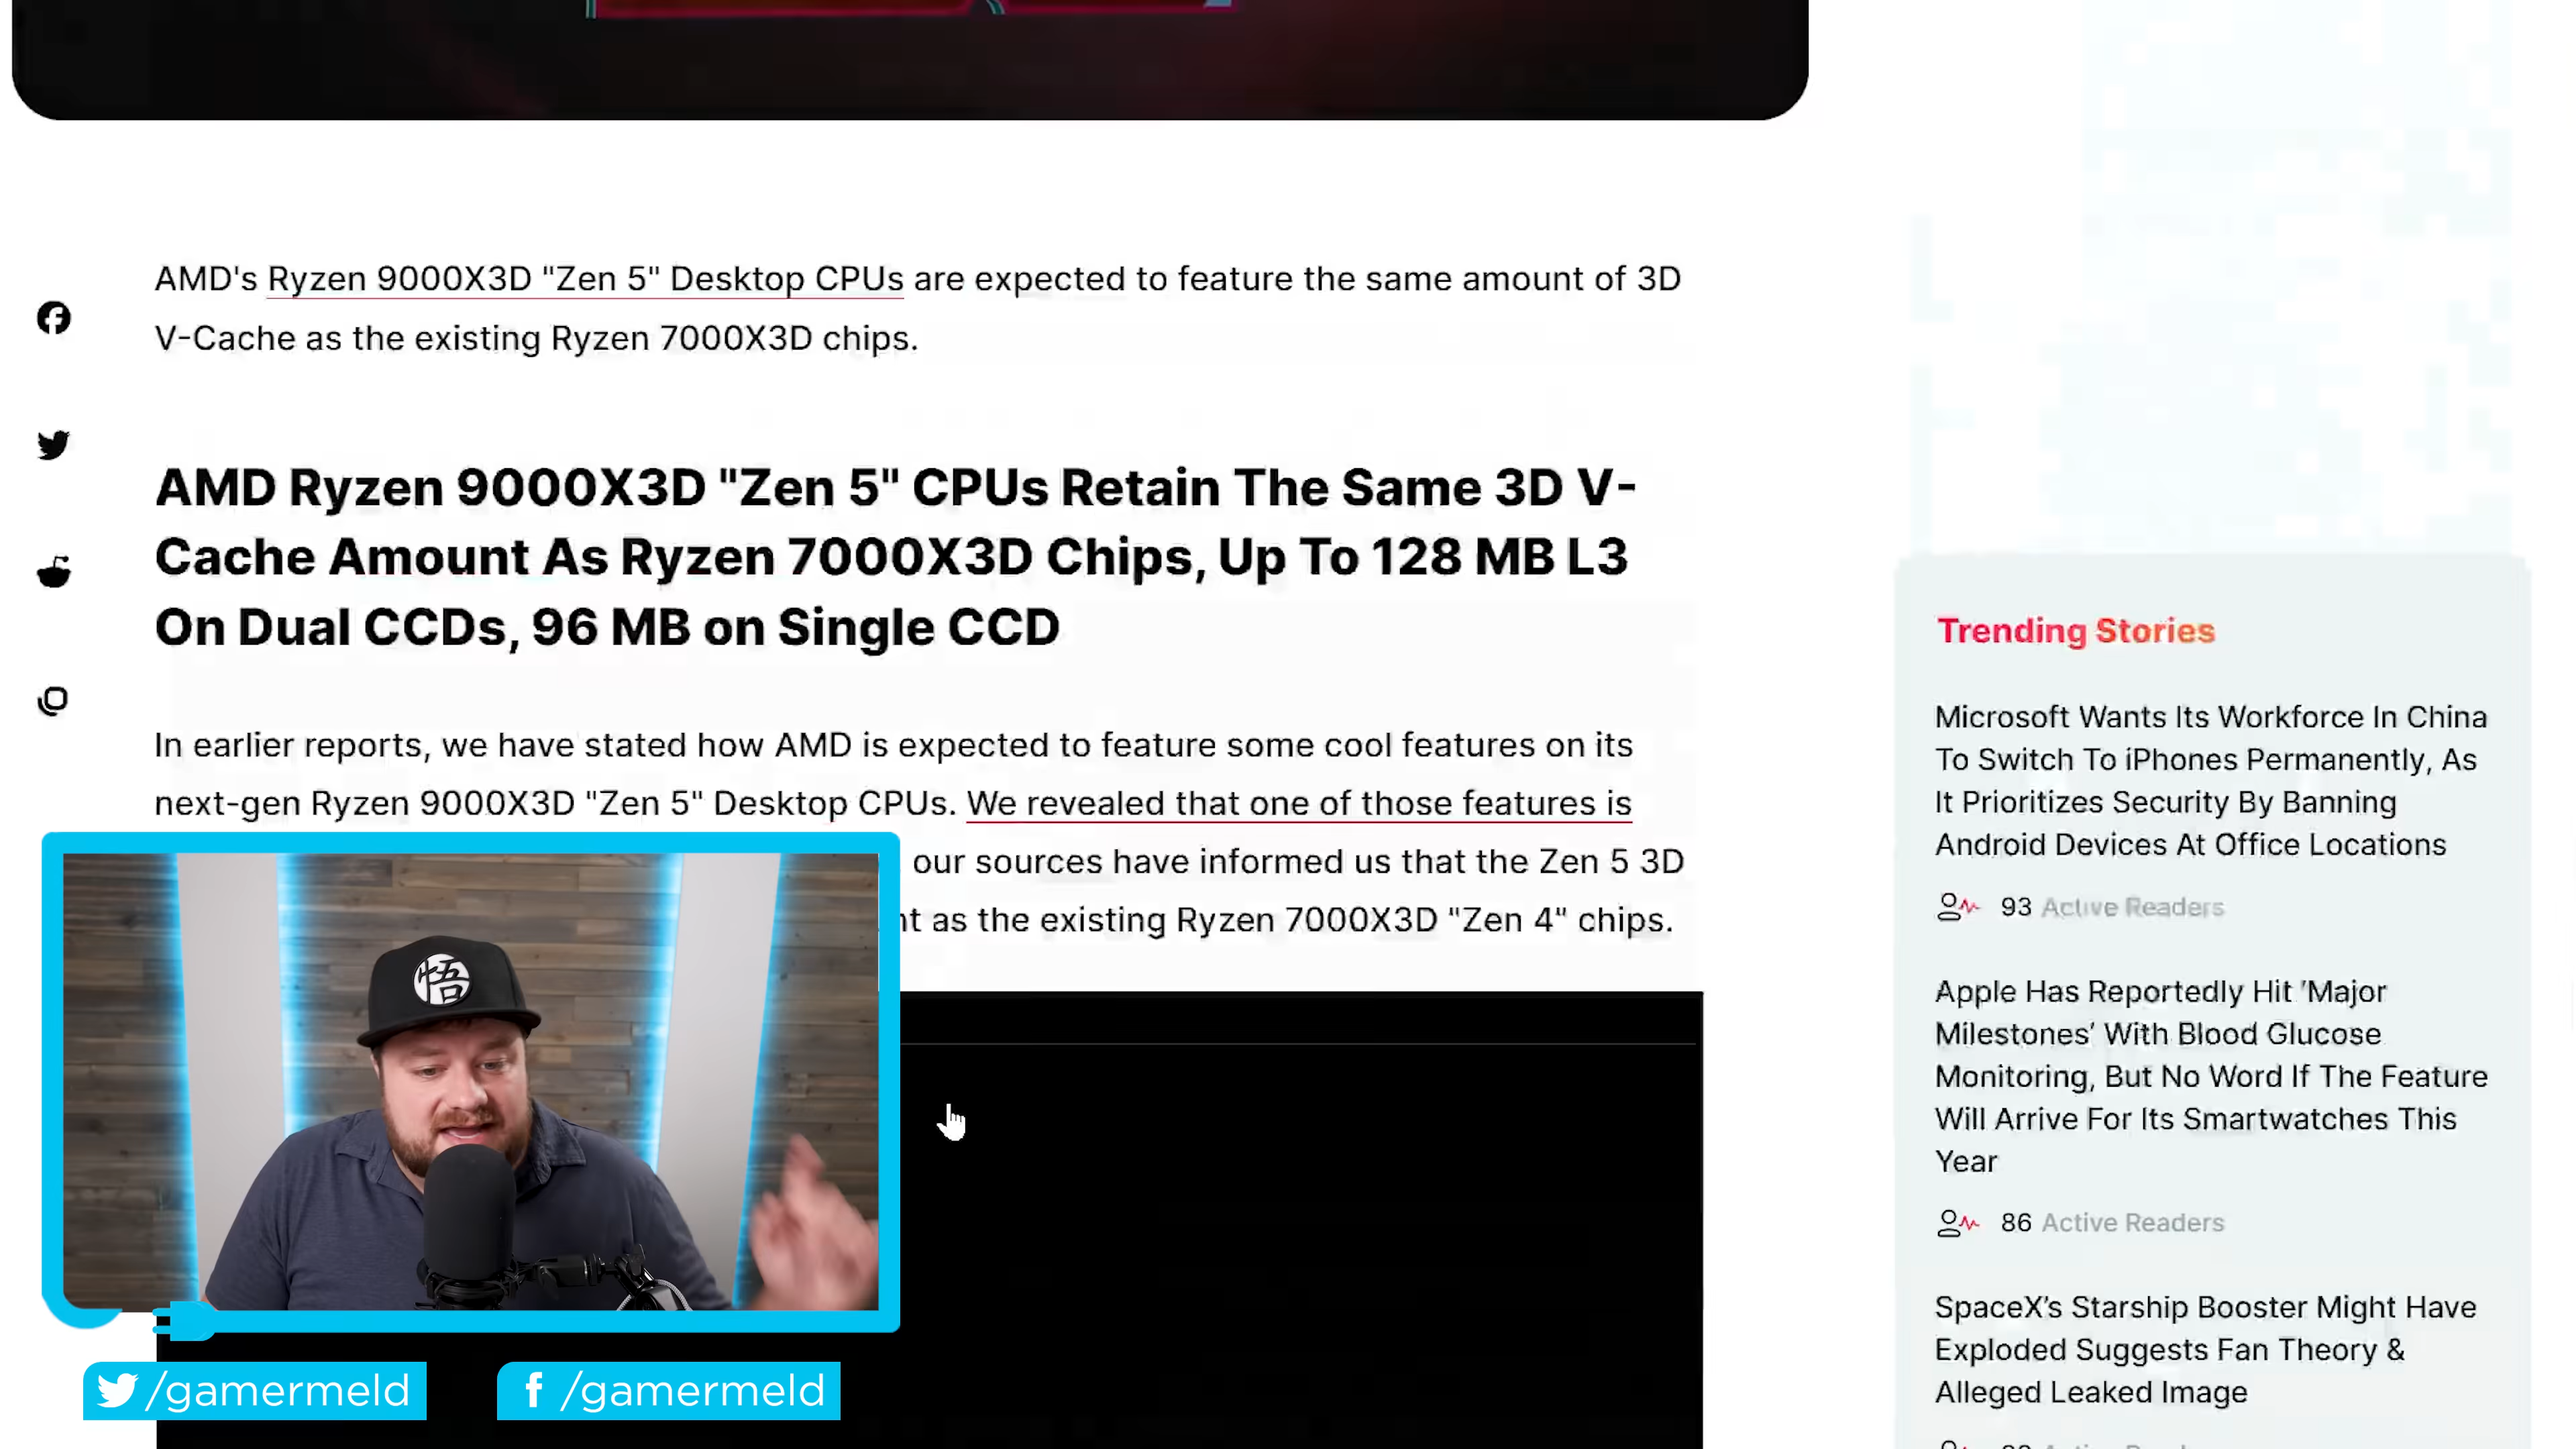 AMD's Ryzen 9000X3D "Zen 5" Desktop CPUs are expected to feature the same amount of 3D
V-Cache as the existing Ryzen 7000X3D chips.
AMD Ryzen 9000X3D "Zen 5" CPUs Retain The Same 3D V-
Cache Amount As Ryzen 7000X3D Chips, Up To 128 MB L3
On Dual CCDs, 96 MB on Single CCD
In earlier reports, we have stated how AMD is expected to feature some cool features on its
next-gen Ryzen 9000X3D "Zen 5" Desktop CPUs. We revealed that one of those features is
our sources have informed us that the Zen 5 3D
as the existing Ryzen 7000X3D "Zen 4" chips.
悟
/gamermeld
/gamermeld
Trending Stories
Microsoft Wants Its Workforce In China
To Switch To iPhones Permanently, As
It Prioritizes Security By Banning
Android Devices At Office Locations
93 Active Readers
Apple Has Reportedly Hit 'Major
Milestones' With Blood Glucose
Monitoring, But No Word If The Feature
Will Arrive For Its Smartwatches This
Year
86 Active Readers
SpaceX's Starship Booster Might Have
Exploded Suggests Fan Theory &
Alleged Leaked Image